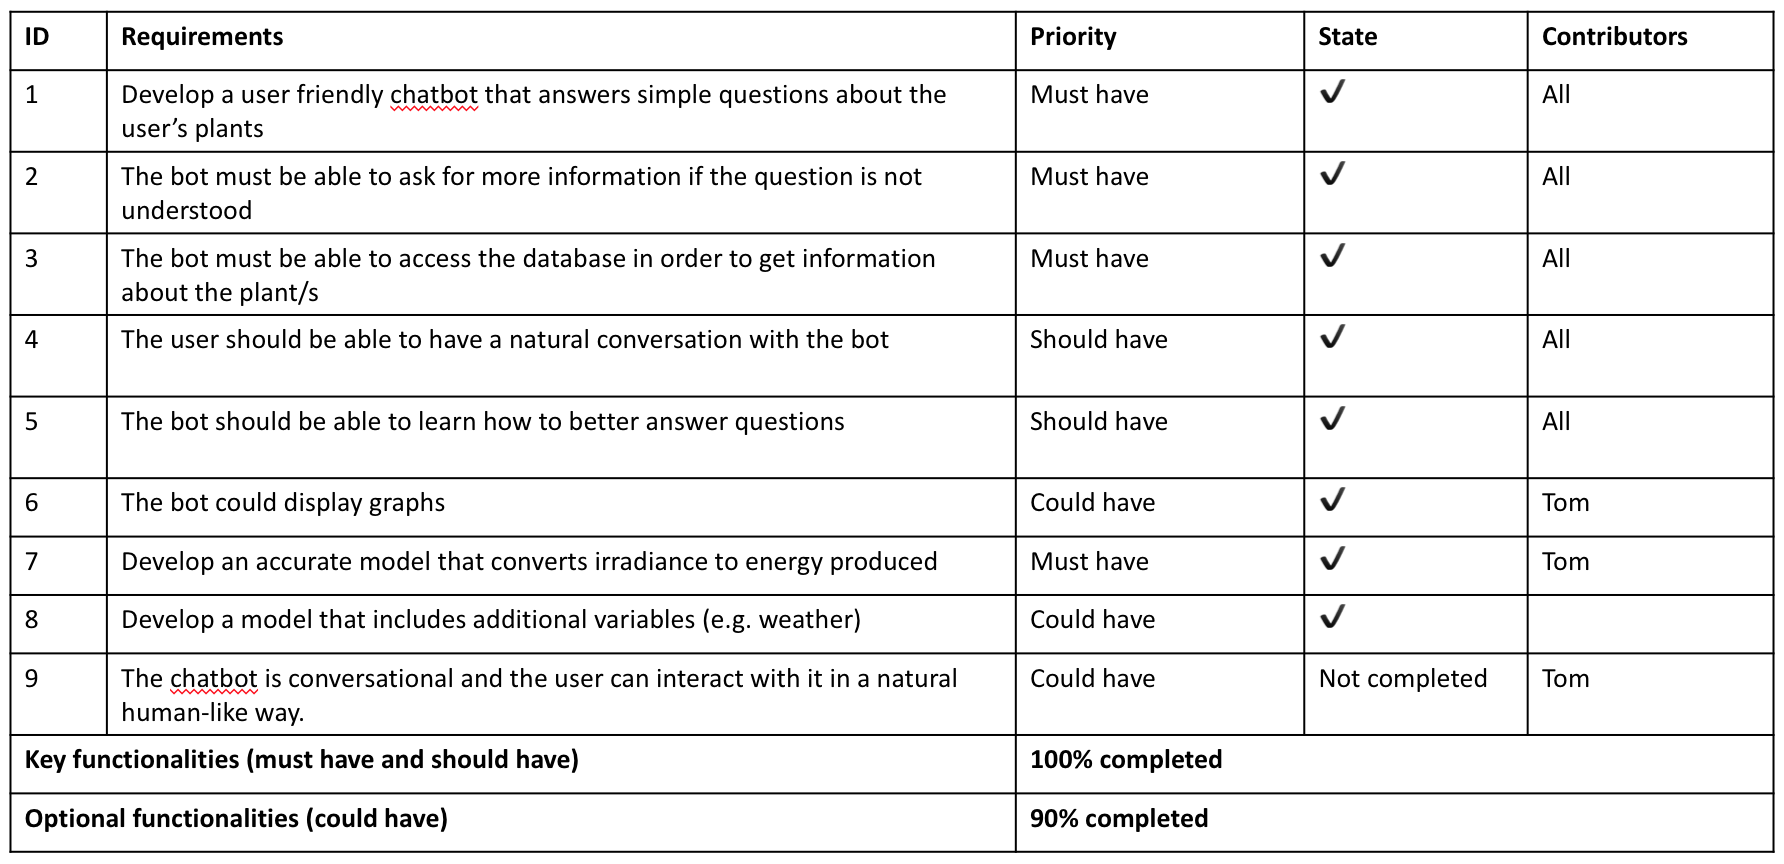 ID Requirements Priority State Contributors
1 Develop a user friendly chatbot that answers simple questions about the Must have ✔ All
user’s plants
2 The bot must be able to ask for more information if the question is not Must have ✔ All
understood
3 The bot must be able to access the database in order to get information Must have ✔ All
about the plant/s
4 The user should be able to have a natural conversation with the bot Should have ✔ All
5 The bot should be able to learn how to better answer questions Should have ✔ All
6 The bot could display graphs Could have ✔ Tom
7 Develop an accurate model that converts irradiance to energy produced Must have ✔ Tom
8 Develop a model that includes additional variables (e.g. weather) Could have ✔
9 The chatbot is conversational and the user can interact with it in a natural Could have Not completed Tom
human-like way.
Key functionalities (must have and should have) 100% completed
Optional functionalities (could have) 90% completed